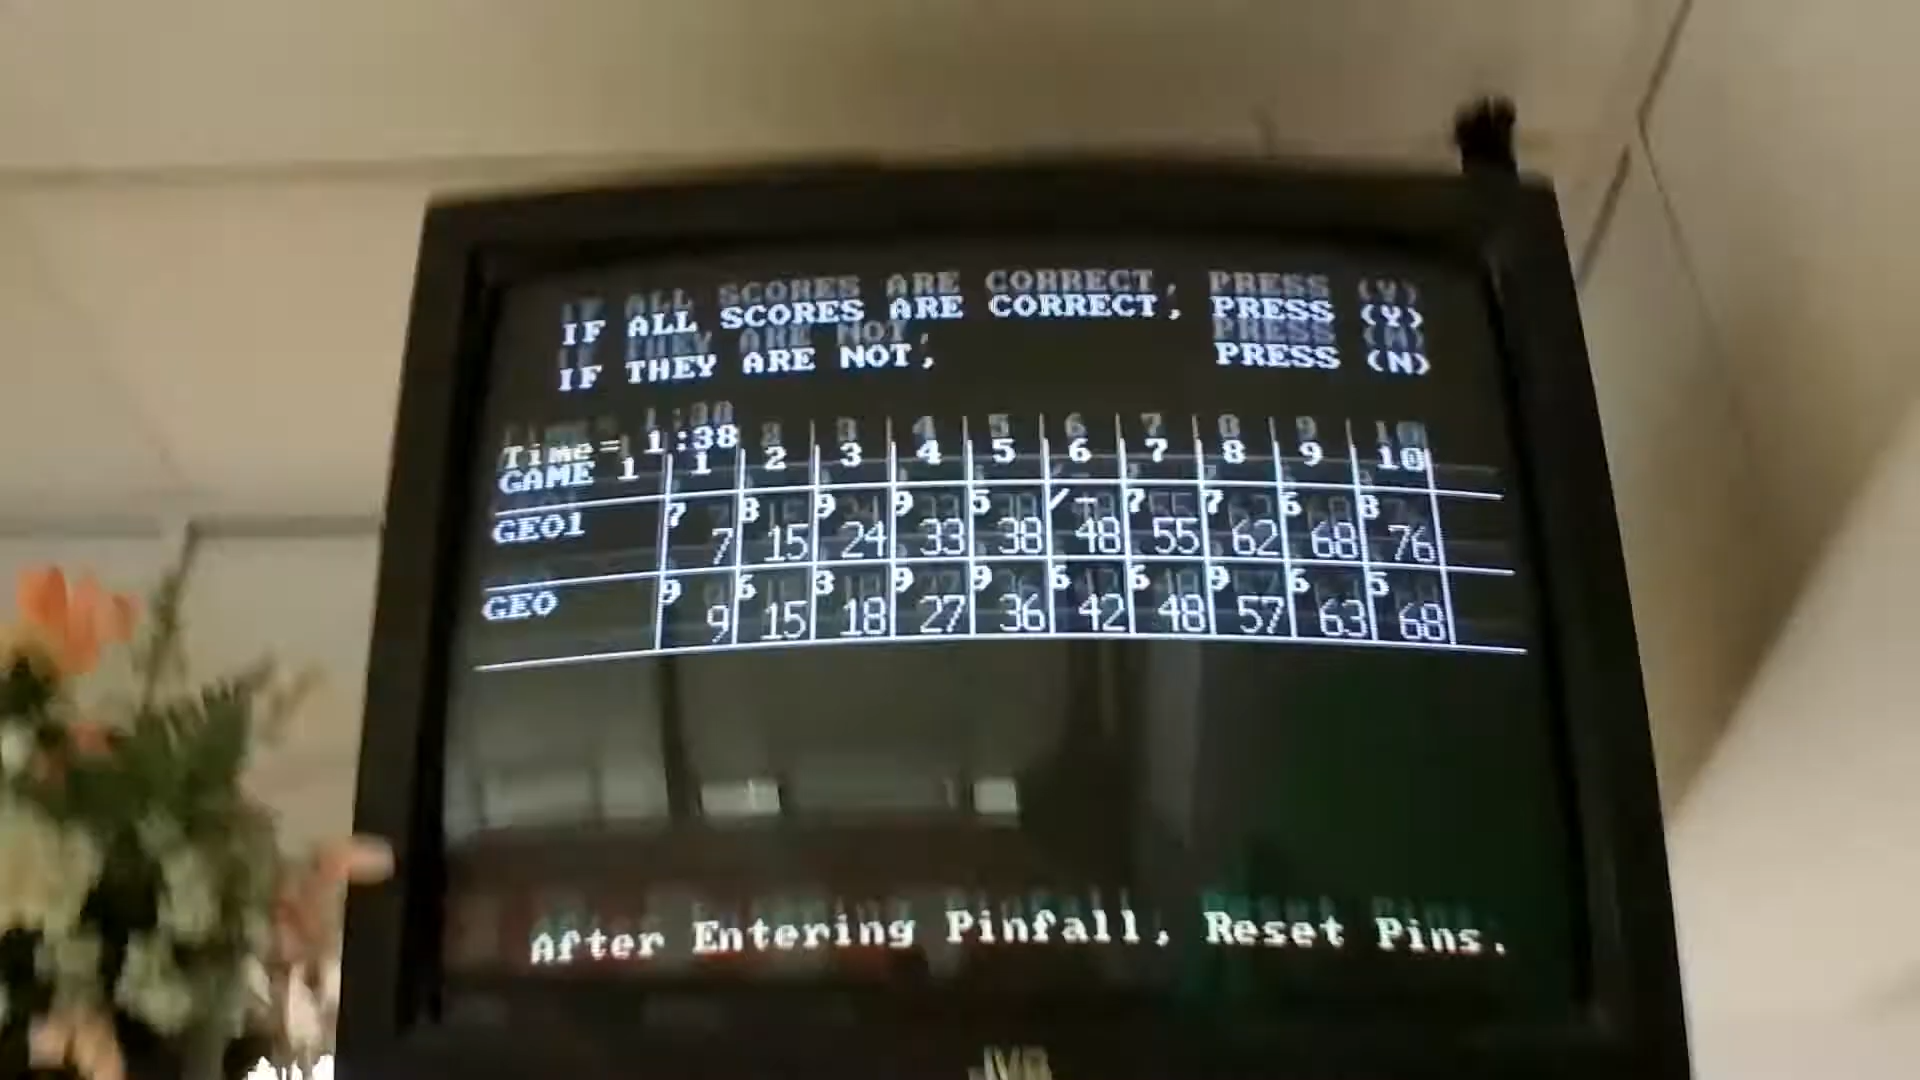 IF ALL SCORES ARE CORRECT, PRESS (Y)
IF THEY ARE NOT, PRESS (N)
Time= 1:38
GAME 1 1 2 3 4 5 6 7 8 9 10
7 8 9 9 5 / - 7 7 6 8
GEO1 7 15 24 33 38 48 55 62 68 76
9 6 3 9 9 6 6 9 6 5
GEO 9 15 18 27 36 42 48 57 63 68
After Entering Pinfall, Reset Pins.
JVC